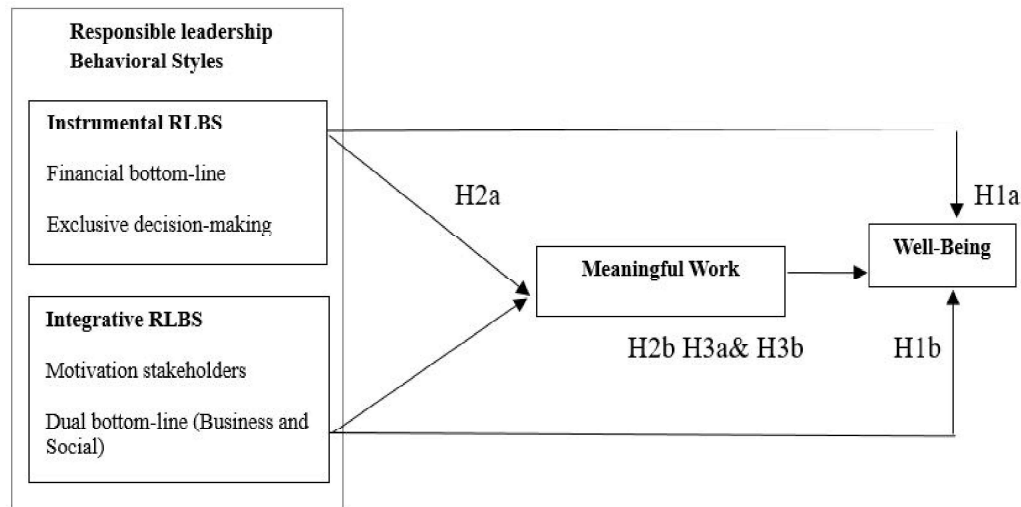 Responsible leadership
Behavioral Styles
Instrumental RLBS
Financial bottom-line
Exclusive decision-making
H2a
H1a
Well-Being
Meaningful Work
Integrative RLBS
Motivation stakeholders
Dual bottom-line (Business and
Social)
H2b H3a& H3b
H1b